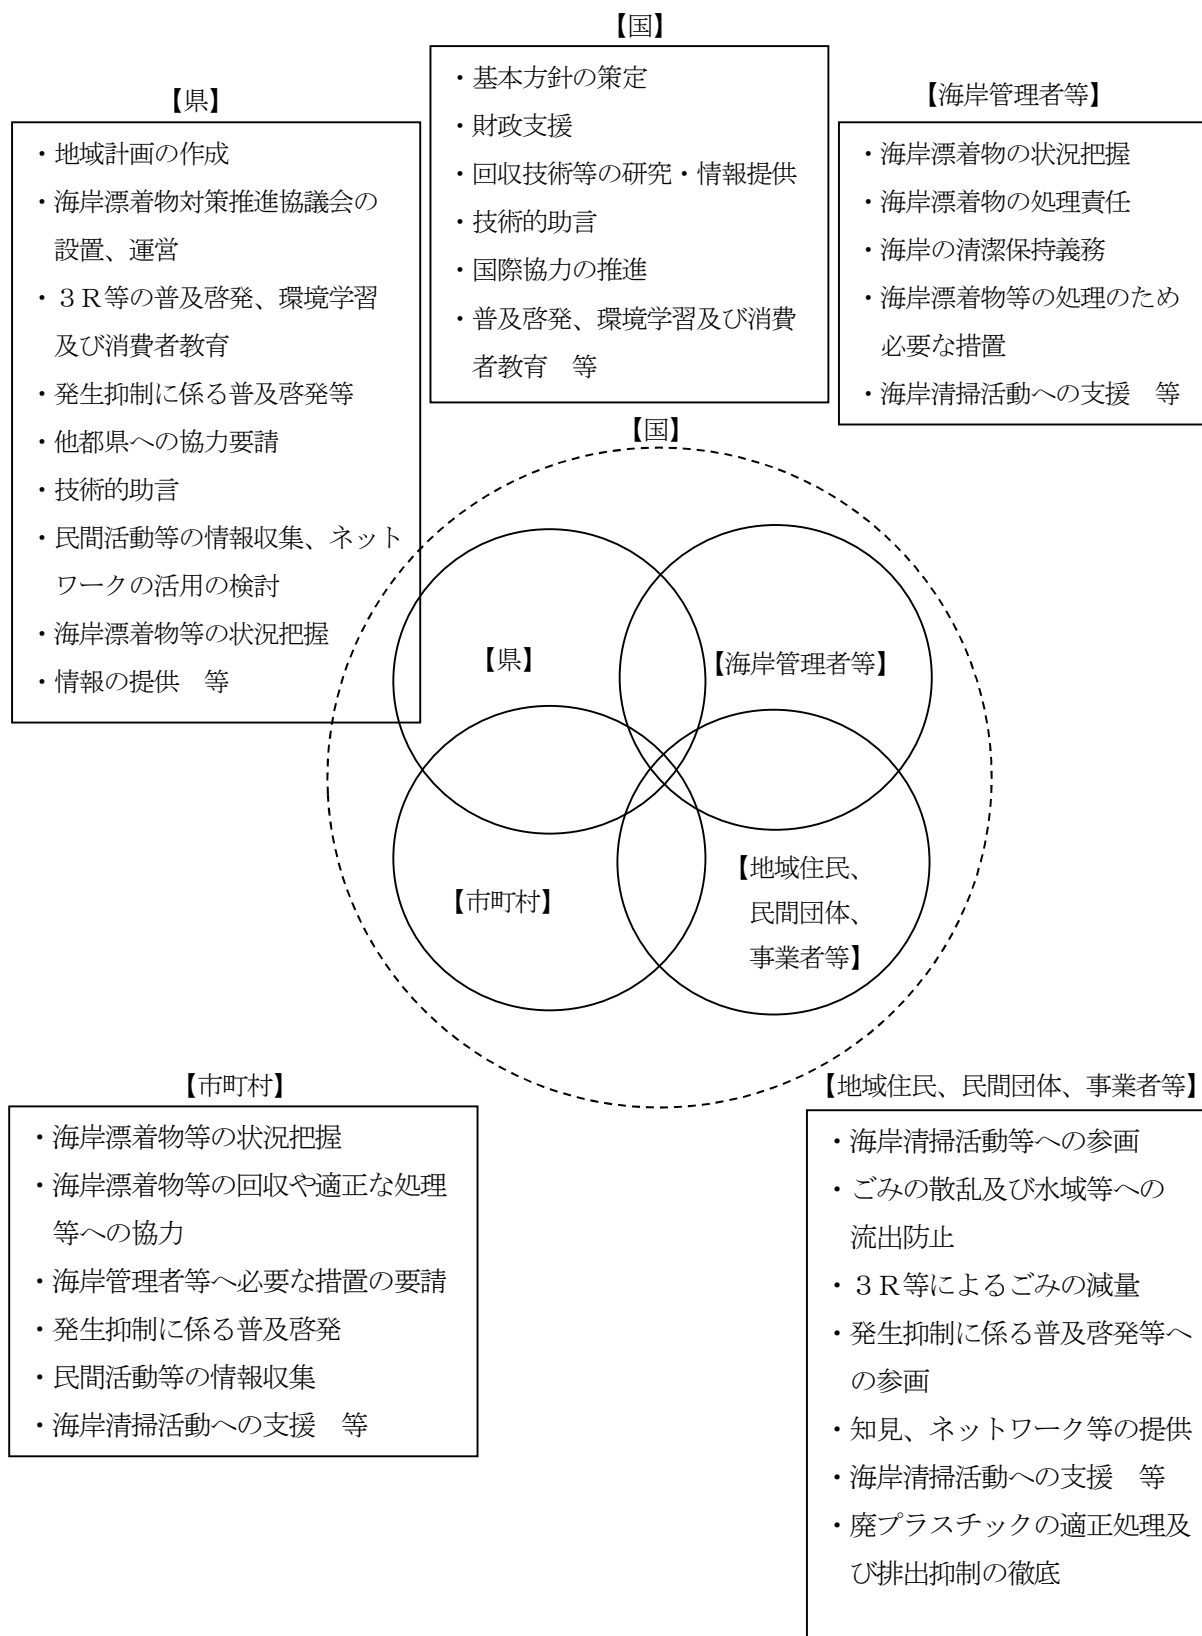 【国】
・基本方針の策定
・財政支援
・回収技術等の研究・情報提供
・技術的助言
・国際協力の推進
・普及啓発、環境学習及び消費
者教育　等
【県】
・地域計画の作成
・海岸漂着物対策推進協議会の
設置、運営
・３Ｒ等の普及啓発、環境学習
及び消費者教育
・発生抑制に係る普及啓発等
・他都県への協力要請
・技術的助言
・民間活動等の情報収集、ネット
ワークの活用の検討
・海岸漂着物等の状況把握
・情報の提供　等
【海岸管理者等】
・海岸漂着物の状況把握
・海岸漂着物の処理責任
・海岸の清潔保持義務
・海岸漂着物等の処理のため
必要な措置
・海岸清掃活動への支援　等
【国】
【県】
【海岸管理者等】
【市町村】
【地域住民、
民間団体、
事業者等】
【市町村】
・海岸漂着物等の状況把握
・海岸漂着物等の回収や適正な処理
等への協力
・海岸管理者等へ必要な措置の要請
・発生抑制に係る普及啓発
・民間活動等の情報収集
・海岸清掃活動への支援　等
【地域住民、民間団体、事業者等】
・海岸清掃活動等への参画
・ごみの散乱及び水域等への
流出防止
・３Ｒ等によるごみの減量
・発生抑制に係る普及啓発等へ
の参画
・知見、ネットワーク等の提供
・海岸清掃活動への支援　等
・廃プラスチックの適正処理及
び排出抑制の徹底